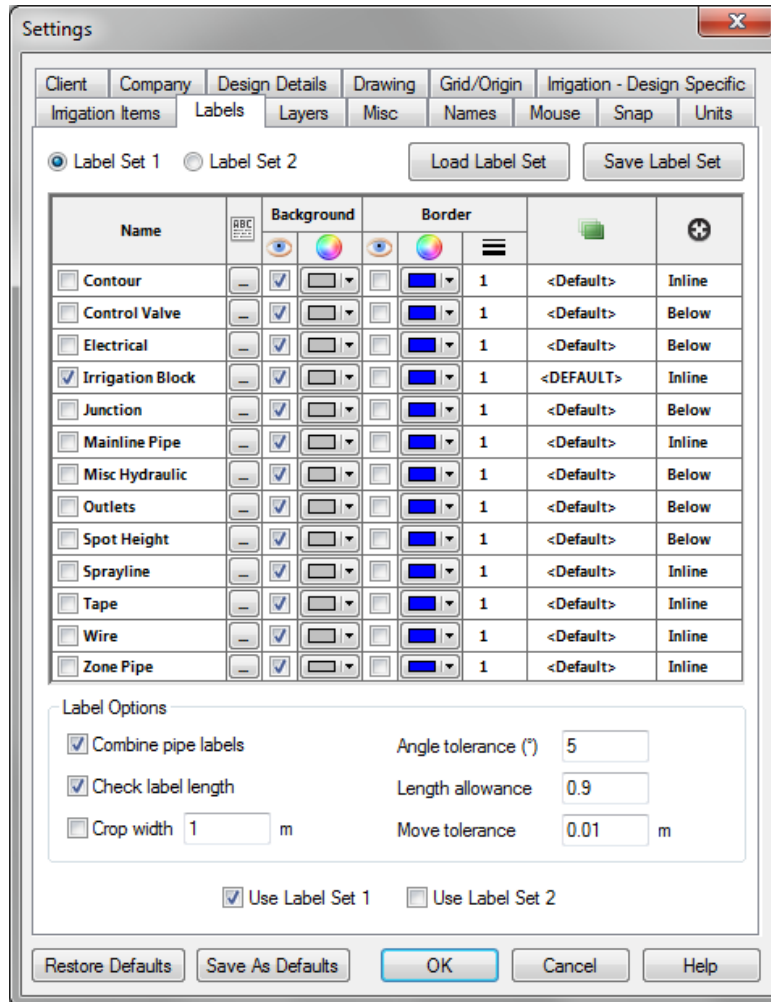 Settings
Client Company Design Details Drawing Grid/Origin Irrigation - Design Specific
Irrigation Items Labels Layers Misc Names Mouse Snap Units
Label Set 1 Label Set 2 Load Label Set Save Label Set
Name ABC Background Border
Contour ... 1 <Default> Inline
Control Valve ... 1 <Default> Below
Electrical ... 1 <Default> Below
Irrigation Block ... 1 <DEFAULT> Inline
Junction ... 1 <Default> Below
Mainline Pipe ... 1 <Default> Inline
Misc Hydraulic ... 1 <Default> Below
Outlets ... 1 <Default> Below
Spot Height ... 1 <Default> Below
Sprayline ... 1 <Default> Inline
Tape ... 1 <Default> Inline
Wire ... 1 <Default> Inline
Zone Pipe ... 1 <Default> Inline
Label Options
Combine pipe labels Angle tolerance (°) 5
Check label length Length allowance 0.9
Crop width 1 m Move tolerance 0.01 m
Use Label Set 1 Use Label Set 2
Restore Defaults Save As Defaults OK Cancel Help